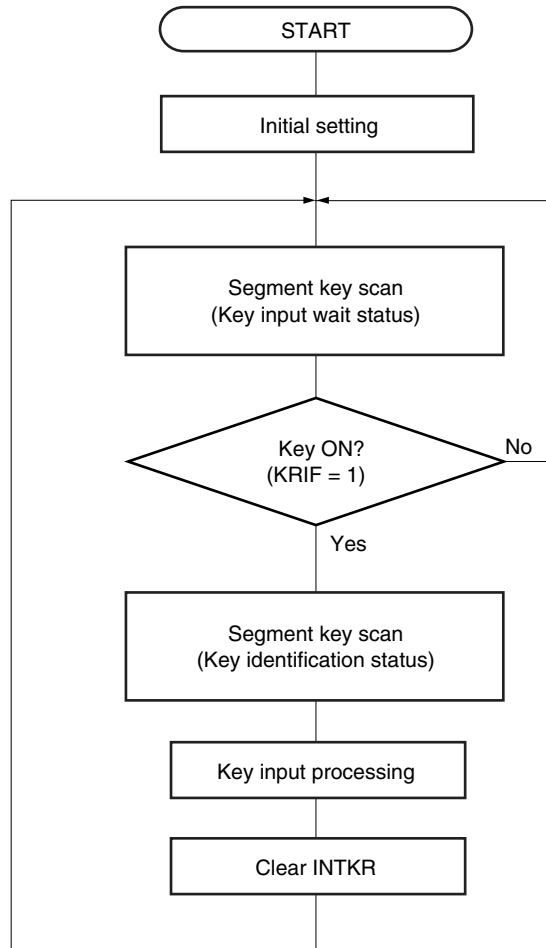 START
Initial setting
Segment key scan
(Key input wait status)
Key ON?
(KRIF = 1)
No
Yes
Segment key scan
(Key identification status)
Key input processing
Clear INTKR